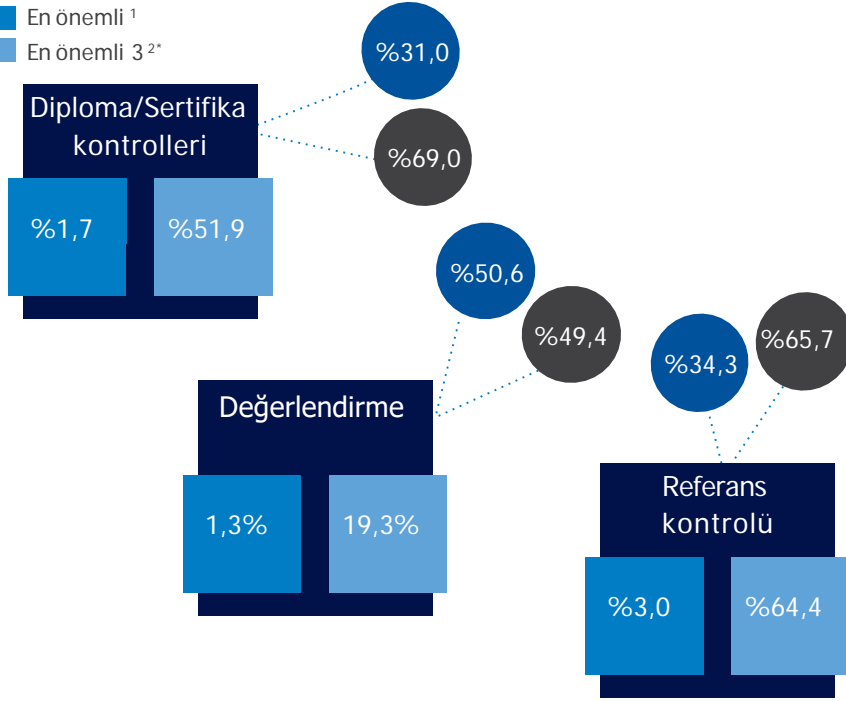 En önemli ¹
En önemli 3 ²*
%31,0
Diploma/Sertifika
kontrolleri
%69,0
%1,7
%51,9
%50,6
%49,4
%34,3
%65,7
Değerlendirme
1,3%
19,3%
Referans
kontrolü
%3,0
%64,4